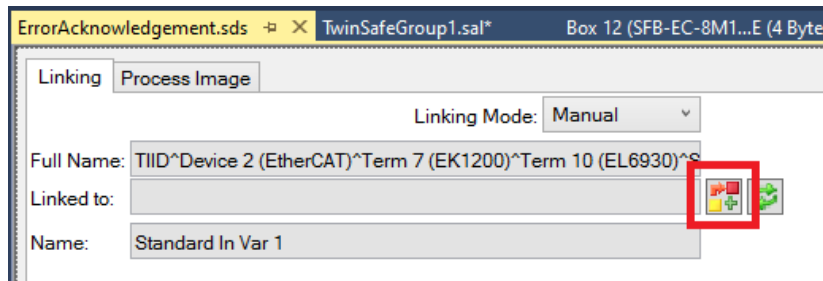 ErrorAcknowledgement.sds TwinSafeGroup1.sal* Box 12 (SFB-EC-8M1...E (4 Byte
Linking Process Image
Linking Mode: Manual
Full Name: TIID^Device 2 (EtherCAT)^Term 7 (EK1200)^Term 10 (EL6930)^S
Linked to:
Name: Standard In Var 1